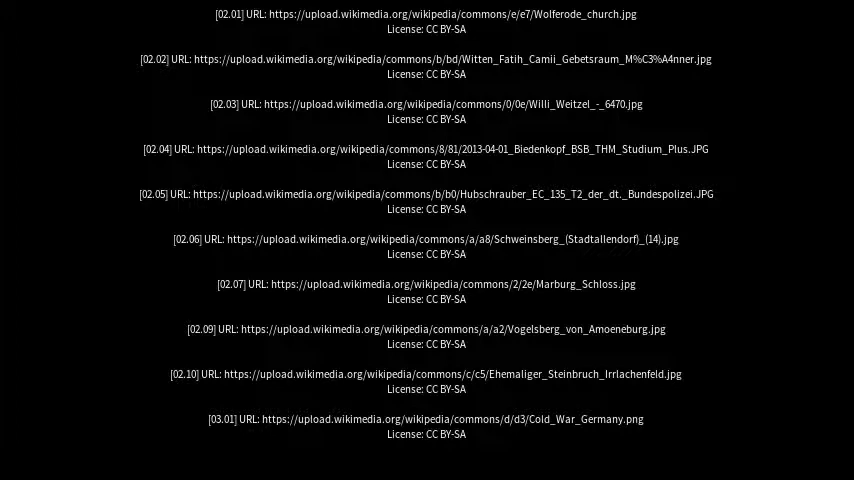 [02.01] URL: https://upload.wikimedia.org/wikipedia/commons/e/e7/Wolferode_church.jpg
License: CC BY-SA
[02.02] URL: https://upload.wikimedia.org/wikipedia/commons/b/bd/Witten_Fatih_Camii_Gebetsraum_M%C3%A4nner.jpg
License: CC BY-SA
[02.03] URL: https://upload.wikimedia.org/wikipedia/commons/0/0e/Willi_Weitzel_-_6470.jpg
License: CC BY-SA
[02.04] URL: https://upload.wikimedia.org/wikipedia/commons/8/81/2013-04-01_Biedenkopf_BSB_THM_Studium_Plus.JPG
License: CC BY-SA
[02.05] URL: https://upload.wikimedia.org/wikipedia/commons/b/b0/Hubschrauber_EC_135_T2_der_dt._Bundespolizei.JPG
License: CC BY-SA
[02.06] URL: https://upload.wikimedia.org/wikipedia/commons/a/a8/Schweinsberg_(Stadtallendorf)_(14).jpg
License: CC BY-SA
[02.07] URL: https://upload.wikimedia.org/wikipedia/commons/2/2e/Marburg_Schloss.jpg
License: CC BY-SA
[02.09] URL: https://upload.wikimedia.org/wikipedia/commons/a/a2/Vogelsberg_von_Amoeneburg.jpg
License: CC BY-SA
[02.10] URL: https://upload.wikimedia.org/wikipedia/commons/c/c5/Ehemaliger_Steinbruch_Irrlachenfeld.jpg
License: CC BY-SA
[03.01] URL: https://upload.wikimedia.org/wikipedia/commons/d/d3/Cold_War_Germany.png
License: CC BY-SA